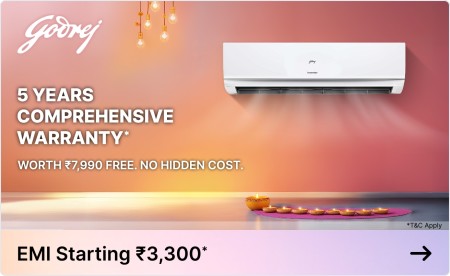 Godrej
5 YEARS
COMPREHENSIVE
WARRANTY*
WORTH ₹7,990 FREE. NO HIDDEN COST.
*T&C Apply
EMI Starting ₹3,300*